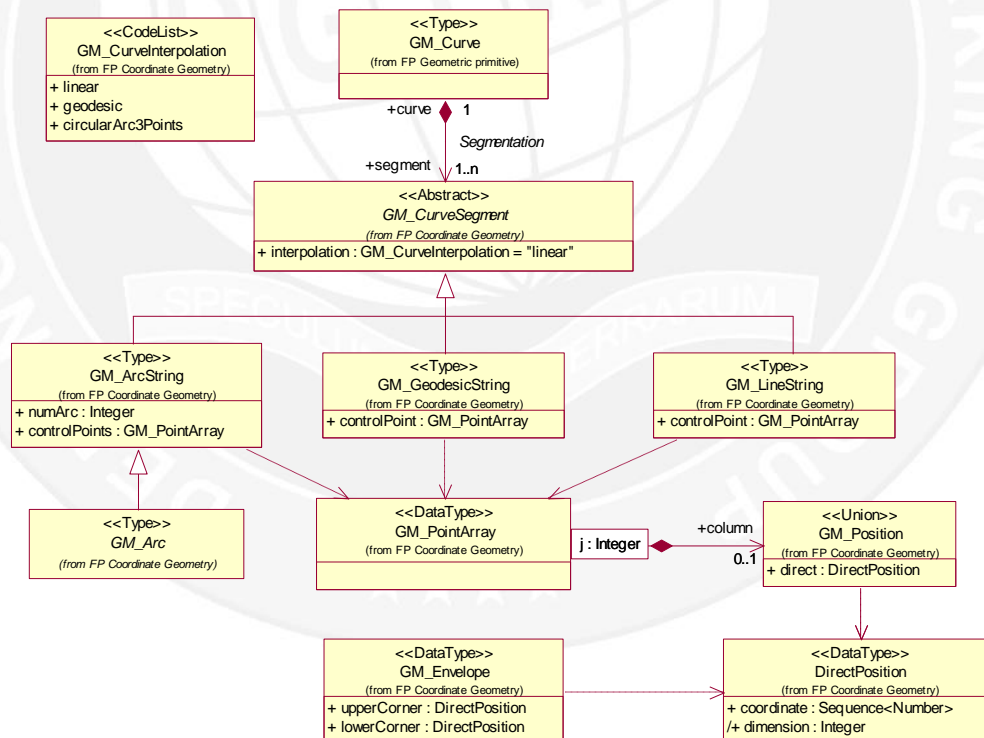 <<CodeList>>
GM_CurveInterpolation
(from FP Coordinate Geometry)
+ linear
+ geodesic
+ circularArc3Points
<<Type>>
GM_Curve
(from FP Geometric primitive)
+curve 1
Segmentation
+segment 1..n
<<Abstract>>
GM_CurveSegment
(from FP Coordinate Geometry)
+ interpolation : GM_CurveInterpolation = "linear"
<<Type>>
GM_ArcString
(from FP Coordinate Geometry)
+ numArc : Integer
+ controlPoints : GM_PointArray
<<Type>>
GM_GeodesicString
(from FP Coordinate Geometry)
+ controlPoint : GM_PointArray
<<Type>>
GM_LineString
(from FP Coordinate Geometry)
+ controlPoint : GM_PointArray
<<Type>>
GM_Arc
(from FP Coordinate Geometry)
<<DataType>>
GM_PointArray
(from FP Coordinate Geometry)
j : Integer
+column
0..1
<<Union>>
GM_Position
(from FP Coordinate Geometry)
+ direct : DirectPosition
<<DataType>>
GM_Envelope
(from FP Coordinate Geometry)
+ upperCorner : DirectPosition
+ lowerCorner : DirectPosition
<<DataType>>
DirectPosition
(from FP Coordinate Geometry)
+ coordinate : Sequence<Number>
/+ dimension : Integer